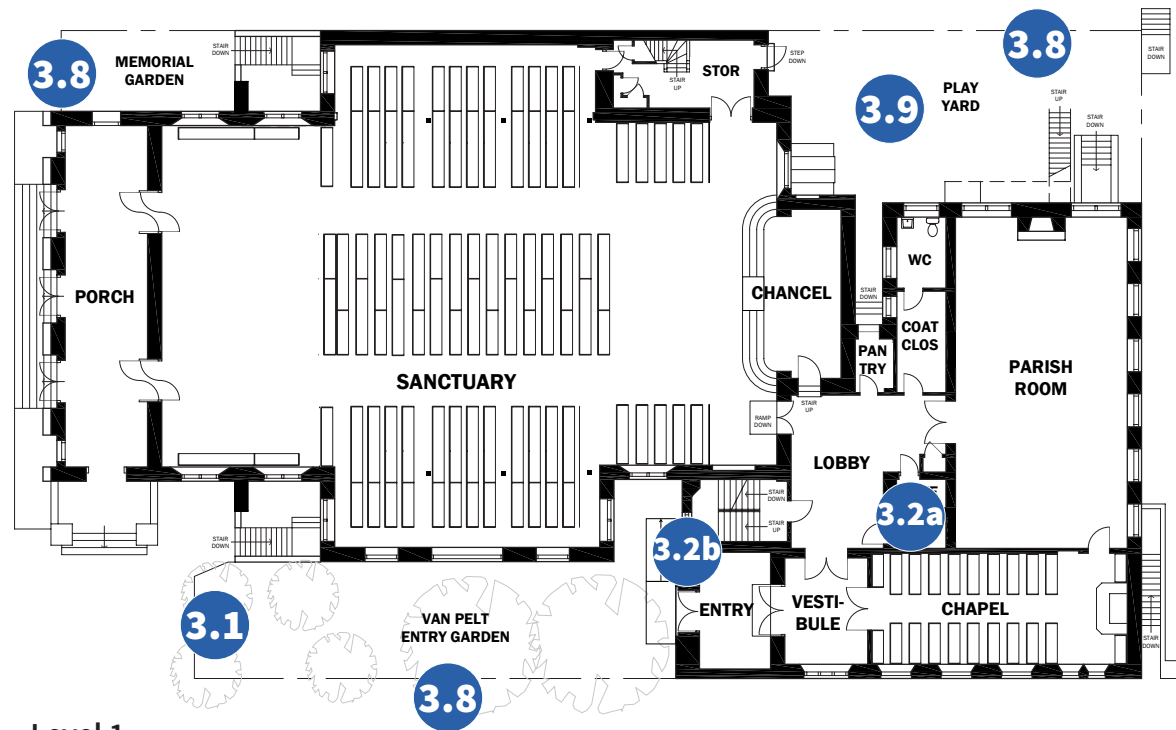 3.8
MEMORIAL
GARDEN
STAIR
DOWN
STOR
STAIR
UP
STEP
DOWN
3.8
3.9
PLAY
YARD
STAIR
DOWN
STAIR
UP
STAIR
DOWN
PORCH
SANCTUARY
CHANCEL
WC
STAIR
DOWN
COAT
CLOS
PAN
TRY
PARISH
ROOM
STAIR
UP
RAMP
DOWN
LOBBY
STAIR
DOWN
STAIR
UP
3.2a
3.2b
STAIR
DOWN
3.1
VAN PELT
ENTRY GARDEN
3.8
ENTRY
VESTI-
BULE
CHAPEL
STAIR
DOWN
Level 1